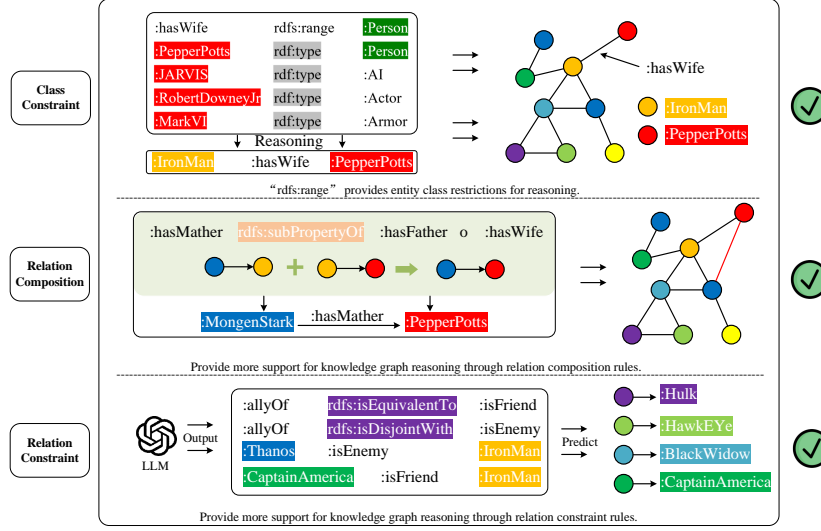 Class
Constraint
:hasWife rdfs:range :Person
:PepperPotts rdf:type :Person
:JARVIS rdf:type :AI
:RobertDowneyJr rdf:type :Actor
:MarkVI rdf:type :Armor
Reasoning
:IronMan :hasWife :PepperPotts
:hasWife
:IronMan
:PepperPotts
“rdfs:range” provides entity class restrictions for reasoning.
Relation
Composition
:hasMather rdfs:subPropertyOf :hasFather o :hasWife
:MongenStark :hasMather :PepperPotts
Provide more support for knowledge graph reasoning through relation composition rules.
Relation
Constraint
LLM
Output
:allyOf rdfs:isEquivalentTo :isFriend
:allyOf rdfs:isDisjointWith :isEnemy
:Thanos :isEnemy :IronMan
:CaptainAmerica :isFriend :IronMan
Predict
:Hulk
:HawkEYe
:BlackWidow
:CaptainAmerica
Provide more support for knowledge graph reasoning through relation constraint rules.